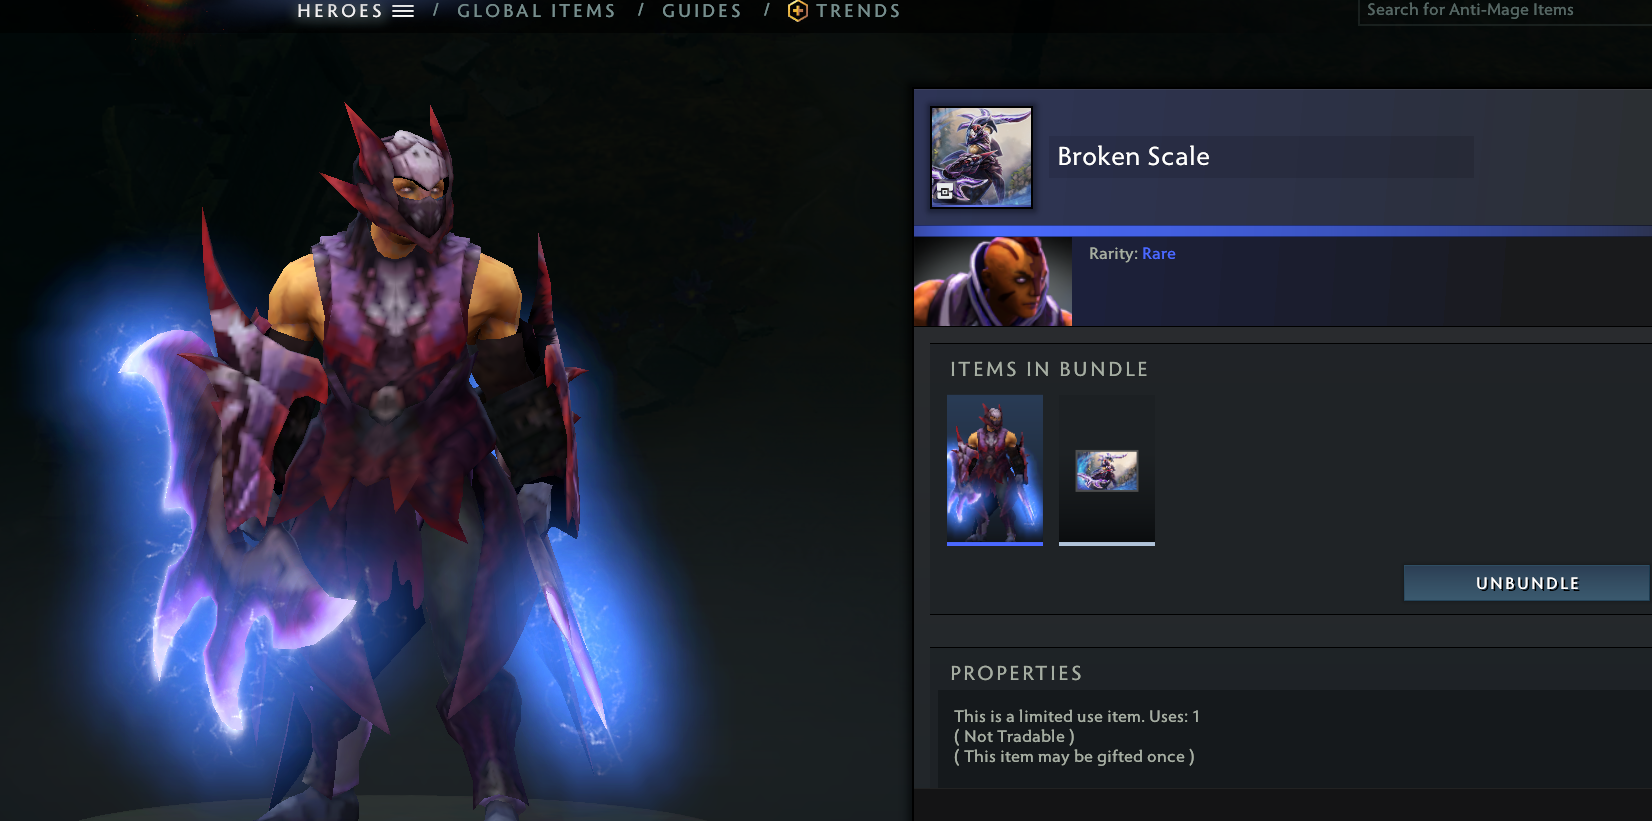 HEROES / GLOBAL ITEMS / GUIDES / TRENDS
Search for Anti-Mage Items
Broken Scale
Rarity: Rare
ITEMS IN BUNDLE
UNBUNDLE
PROPERTIES
This is a limited use item. Uses: 1
( Not Tradable )
( This item may be gifted once )